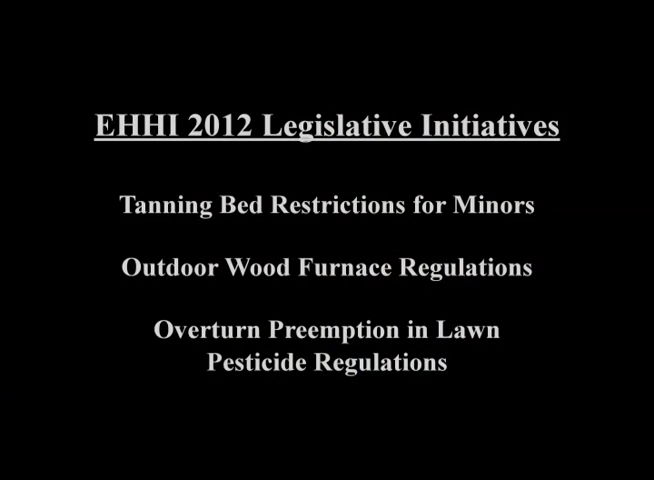 EHHI 2012 Legislative Initiatives
Tanning Bed Restrictions for Minors
Outdoor Wood Furnace Regulations
Overturn Preemption in Lawn
Pesticide Regulations